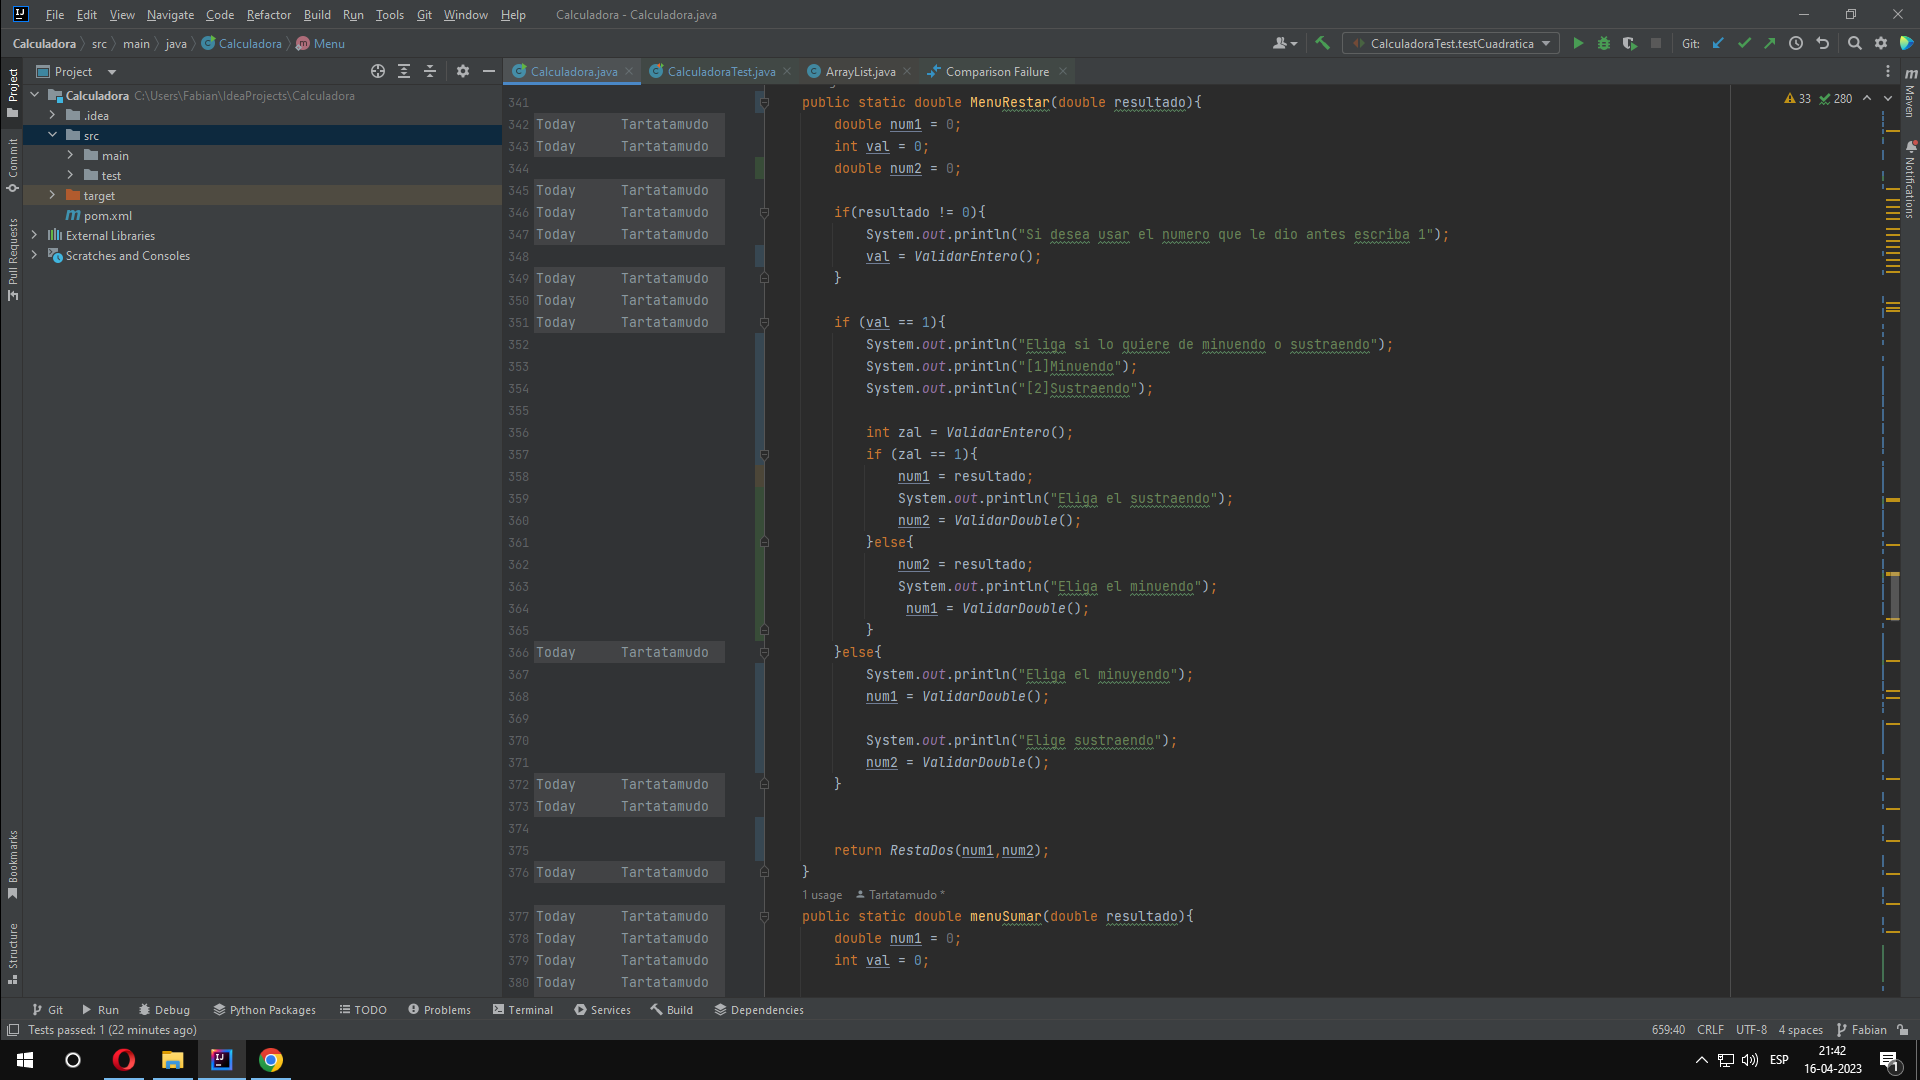 File Edit View Navigate Code Refactor Build Run Tools Git Window Help Calculadora - Calculadora.java
Calculadora src main java Calculadora Menu CalculadoraTest.testCuadratica Git:
Project
Calculadora.java CalculadoraTest.java ArrayList.java Comparison Failure
Calculadora C:\Users\Fabian\IdeaProjects\Calculadora
.idea
src
main
test
target
pom.xml
External Libraries
Scratches and Consoles
Project
Commit
Pull Requests
Bookmarks
Structure
Maven
Notifications
33 280
341 public static double MenuRestar(double resultado){
342 Today Tartatamudo double num1 = 0;
343 Today Tartatamudo int val = 0;
344 double num2 = 0;
345 Today Tartatamudo
346 Today Tartatamudo if(resultado != 0){
347 Today Tartatamudo System.out.println("Si desea usar el numero que le dio antes escriba 1");
348 val = ValidarEntero();
349 Today Tartatamudo }
350 Today Tartatamudo
351 Today Tartatamudo if (val == 1){
352 System.out.println("Eliga si lo quiere de minuendo o sustraendo");
353 System.out.println("[1]Minuendo");
354 System.out.println("[2]Sustraendo");
355
356 int zal = ValidarEntero();
357 if (zal == 1){
358 num1 = resultado;
359 System.out.println("Eliga el sustraendo");
360 num2 = ValidarDouble();
361 }else{
362 num2 = resultado;
363 System.out.println("Eliga el minuendo");
364 num1 = ValidarDouble();
365 }
366 Today Tartatamudo }else{
367 System.out.println("Eliga el minuyendo");
368 num1 = ValidarDouble();
369
370 System.out.println("Elige sustraendo");
371 num2 = ValidarDouble();
372 Today Tartatamudo }
373 Today Tartatamudo
374
375 return RestaDos(num1,num2);
376 Today Tartatamudo }
1 usage Tartatamudo *
377 Today Tartatamudo public static double menuSumar(double resultado){
378 Today Tartatamudo double num1 = 0;
379 Today Tartatamudo int val = 0;
380 Today Tartatamudo
Git Run Debug Python Packages TODO Problems Terminal Services Build Dependencies
Tests passed: 1 (22 minutes ago) 659:40 CRLF UTF-8 4 spaces Fabian
ESP 21:42
16-04-2023
1